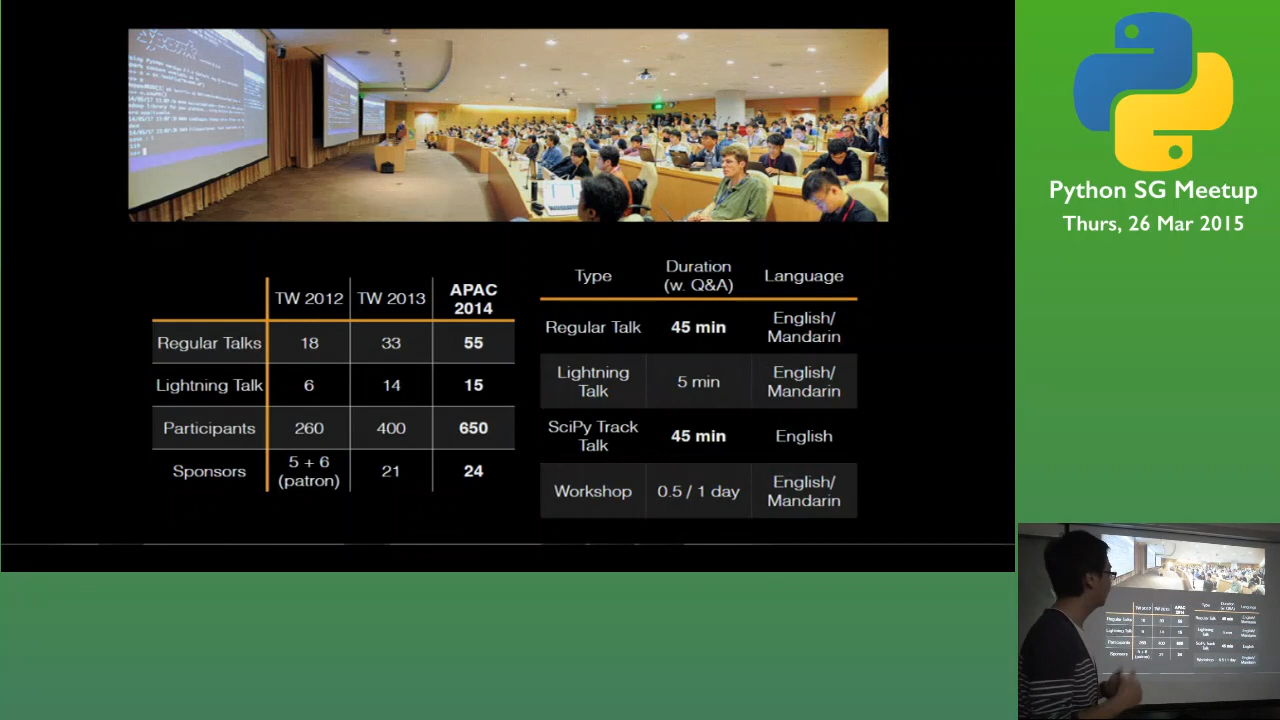 Python SG Meetup
Thurs, 26 Mar 2015
TW 2012 TW 2013 APAC 2014
Regular Talks 18 33 55
Lightning Talk 6 14 15
Participants 260 400 650
Sponsors 5 + 6 (patron) 21 24
Type Duration (w. Q&A) Language
Regular Talk 45 min English/ Mandarin
Lightning Talk 5 min English/ Mandarin
SciPy Track Talk 45 min English
Workshop 0.5 / 1 day English/ Mandarin